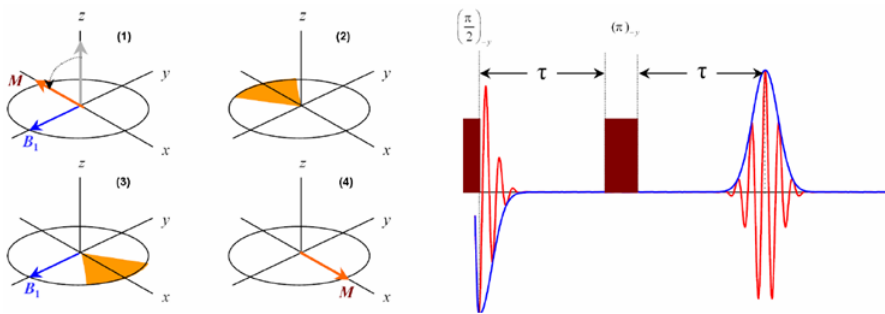 z
(1)
y
M
B₁
x
z
(2)
y
x
z
(3)
y
B₁
x
z
(4)
y
M
x
(π/2)₋y
(π)₋y
τ
τ